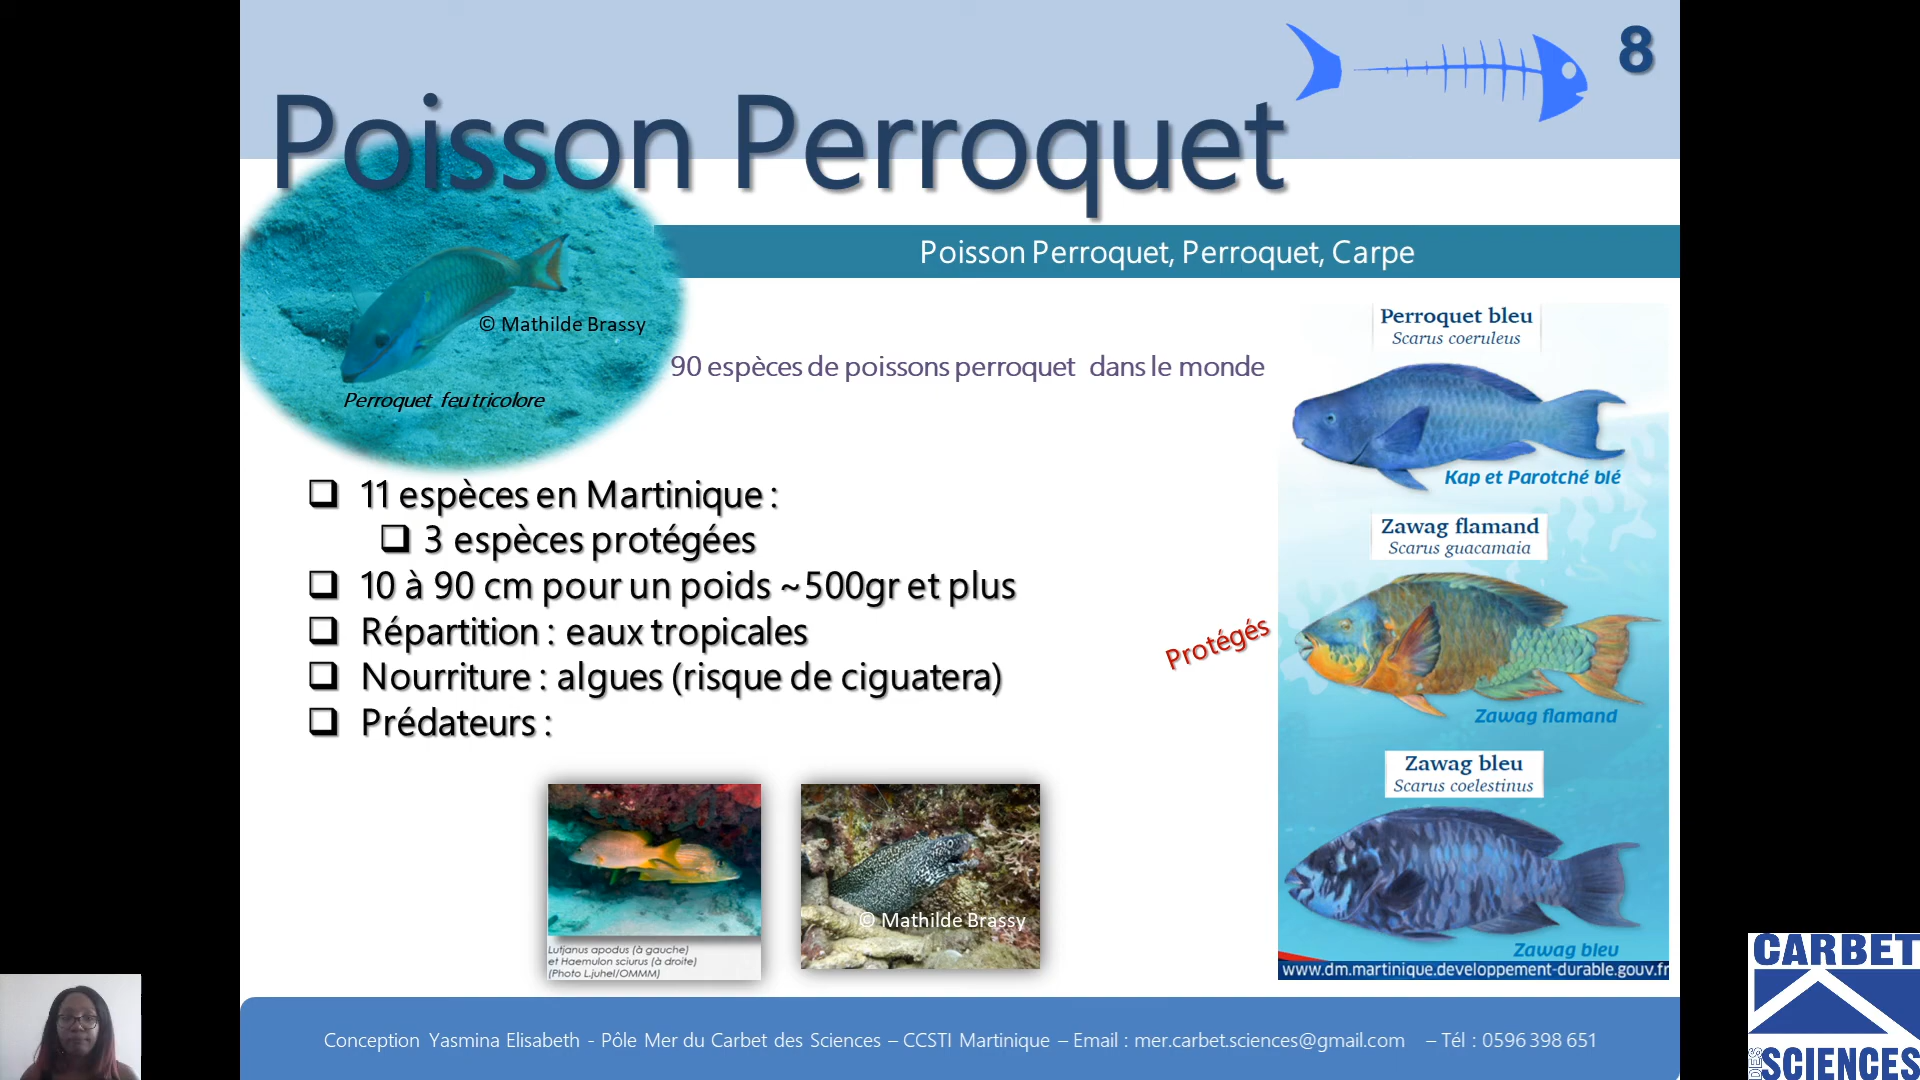 8
Poisson Perroquet
Poisson Perroquet, Perroquet, Carpe
© Mathilde Brassy
Perroquet feu tricolore
90 espèces de poissons perroquet dans le monde
11 espèces en Martinique :
3 espèces protégées
10 à 90 cm pour un poids ~500gr et plus
Répartition : eaux tropicales
Nourriture : algues (risque de ciguatera)
Prédateurs :
Protégés
Perroquet bleu
Scarus coeruleus
Kap et Parotché blé
Zawag flamand
Scarus guacamaia
Zawag flamand
Zawag bleu
Scarus coelestinus
Zawag bleu
www.dm.martinique.developpement-durable.gouv.fr
Lutjanus apodus (à gauche)
et Haemulon sciurus (à droite)
(Photo L.juhel/OMMM)
© Mathilde Brassy
Conception Yasmina Elisabeth - Pôle Mer du Carbet des Sciences – CCSTI Martinique – Email : mer.carbet.sciences@gmail.com – Tél : 0596 398 651
CARBET
DES SCIENCES